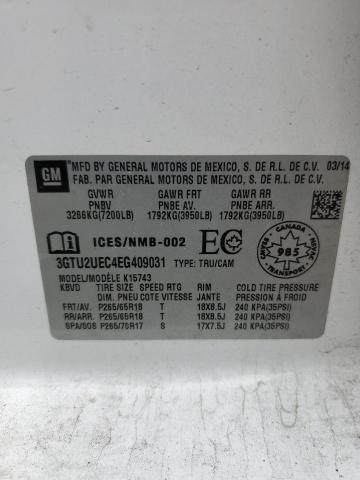 GM
MFD BY GENERAL MOTORS DE MEXICO, S. DE R.L. DE C.V. 03/14
FAB. PAR GENERAL MOTORS DE MEXICO, S. DE R.L. DE C.V.
GVWR GAWR FRT GAWR RR
PNBV PNBE AV. PNBE ARR.
3266KG(7200LB) 1792KG(3950LB) 1792KG(3950LB)
ICES/NMB-002 EC
CANADA
985
TRANSPORT
3GTU2UEC4EG409031 TYPE: TRU/CAM
MODEL/MODÈLE K15743
KBVD TIRE SIZE SPEED RTG RIM COLD TIRE PRESSURE
DIM. PNEU COTE VITESSE JANTE PRESSION À FROID
FRT/AV. P265/65R18 T 18X8.5J 240 KPA(35PSI)
RR/ARR. P265/65R18 T 18X8.5J 240 KPA(35PSI)
SPA/SOS P265/70R17 S 17X7.5J 240 KPA(35PSI)